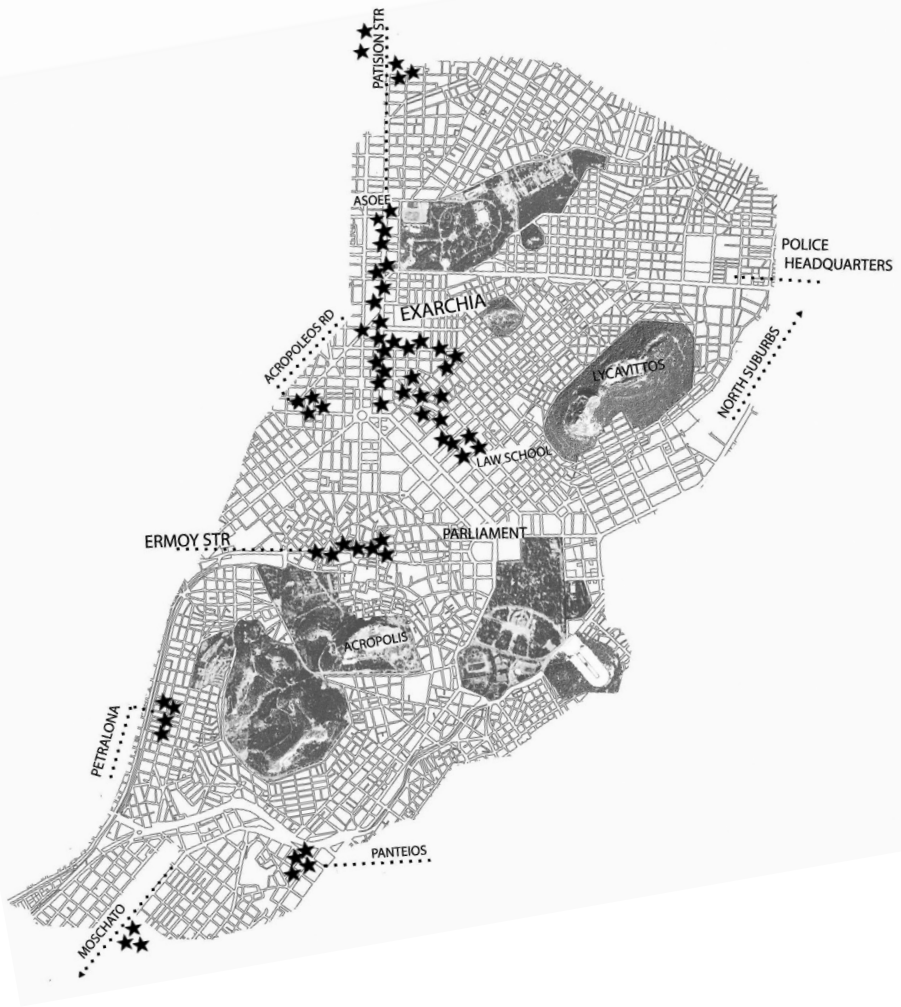 PATISION STR
ASOEE
POLICE
HEADQUARTERS
EXARCHIA
ACROPOLEOS RD
LYCAVITTOS
NORTH SUBURBS
LAW SCHOOL
ERMOY STR
PARLIAMENT
ACROPOLIS
PETRALONA
PANTEIOS
MOSCHATO